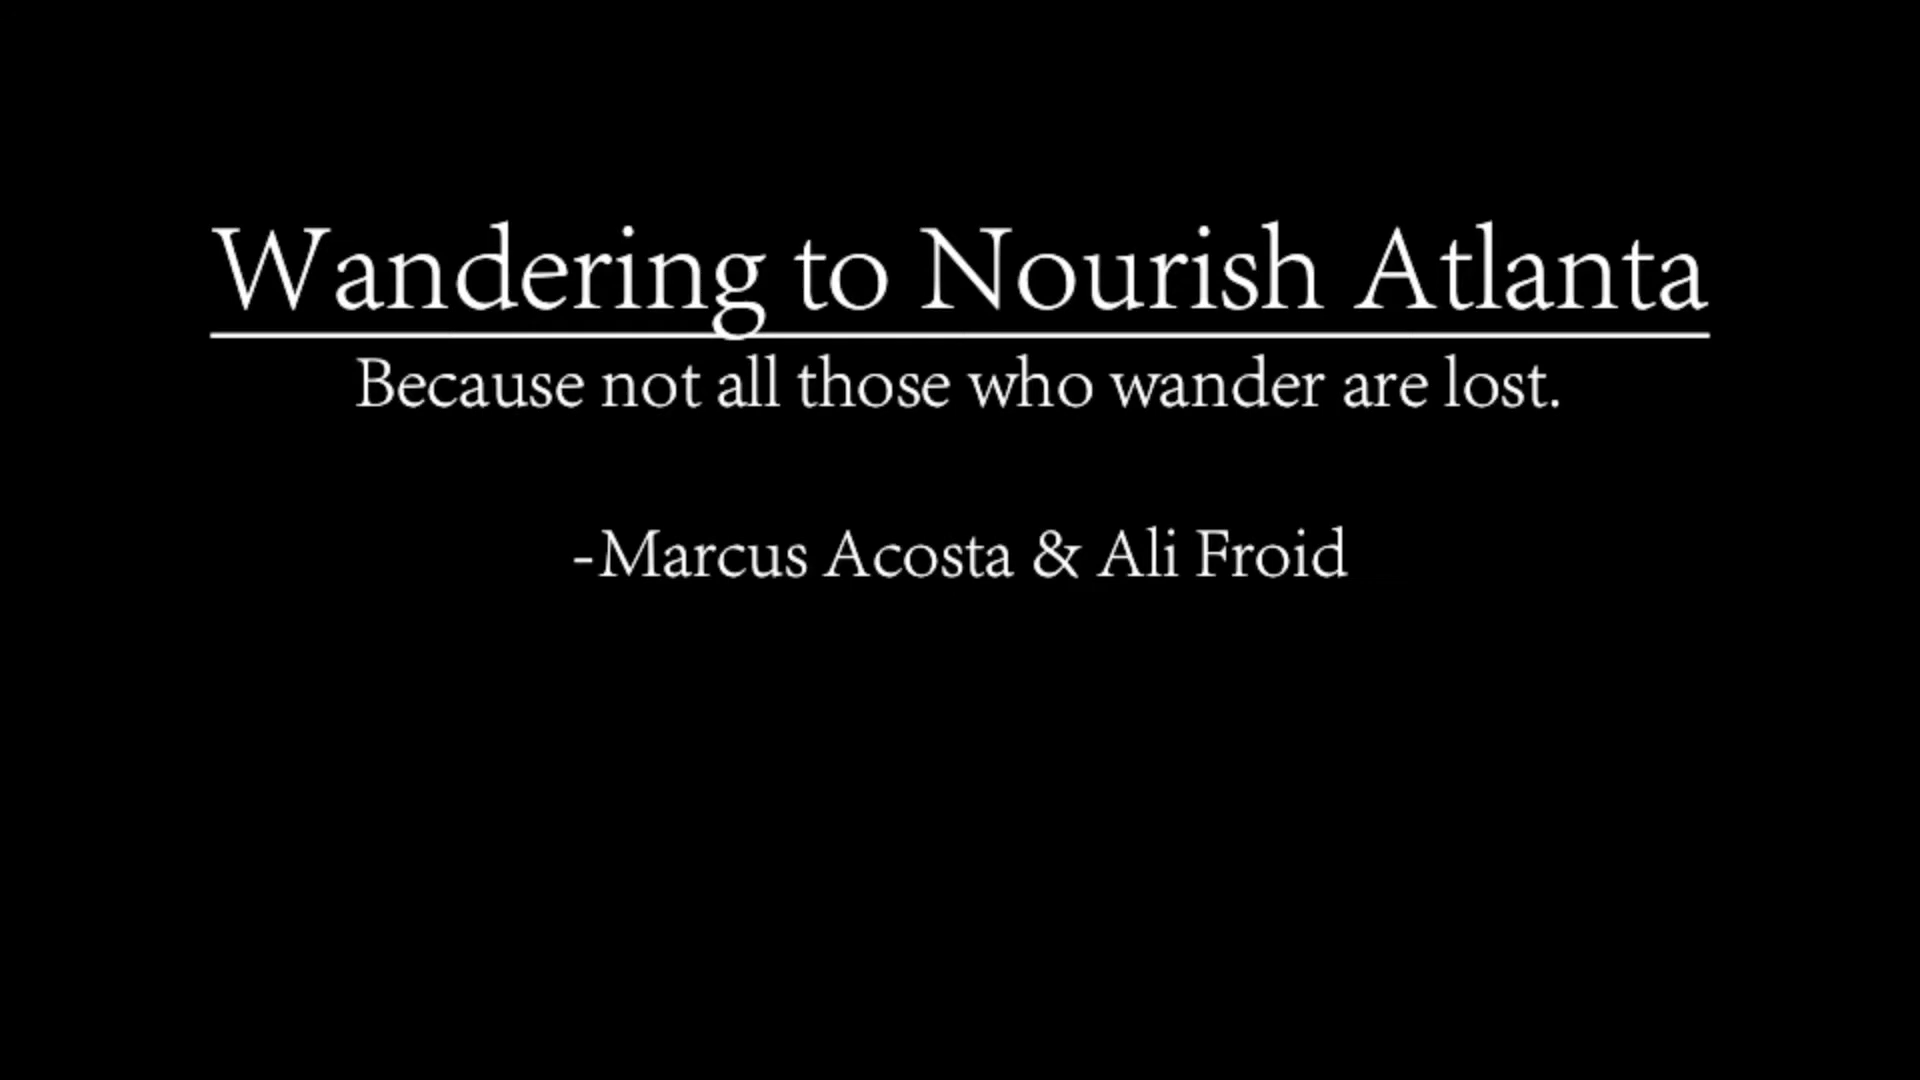 Wandering to Nourish Atlanta
Because not all those who wander are lost.
-Marcus Acosta & Ali Froid